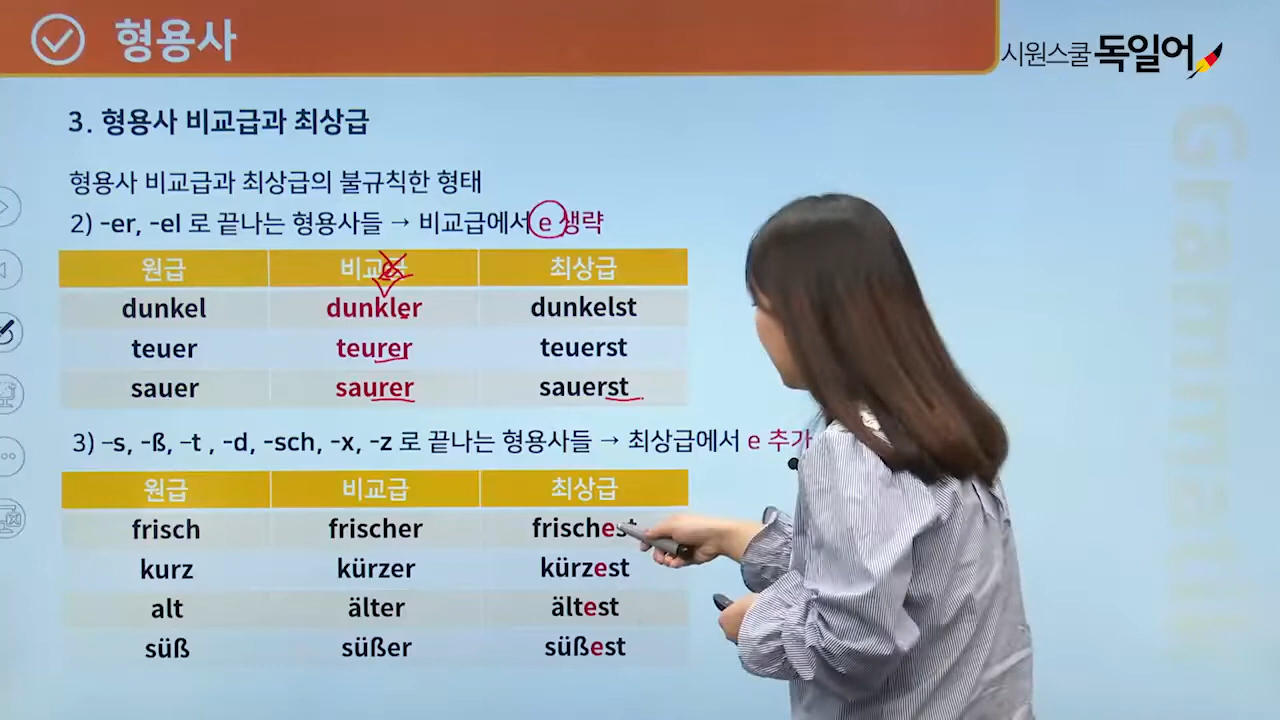 형용사
시원스쿨 독일어
3. 형용사 비교급과 최상급
형용사 비교급과 최상급의 불규칙한 형태
2) -er, -el 로 끝나는 형용사들 → 비교급에서 e 생략
원급 비교급 최상급
dunkel dunkler dunkelst
teuer teurer teuerst
sauer saurer sauerst
3) –s, -ß, –t , -d, -sch, -x, -z 로 끝나는 형용사들 → 최상급에서 e 추가
원급 비교급 최상급
frisch frischer frischest
kurz kürzer kürzest
alt älter ältest
süß süßer süßest